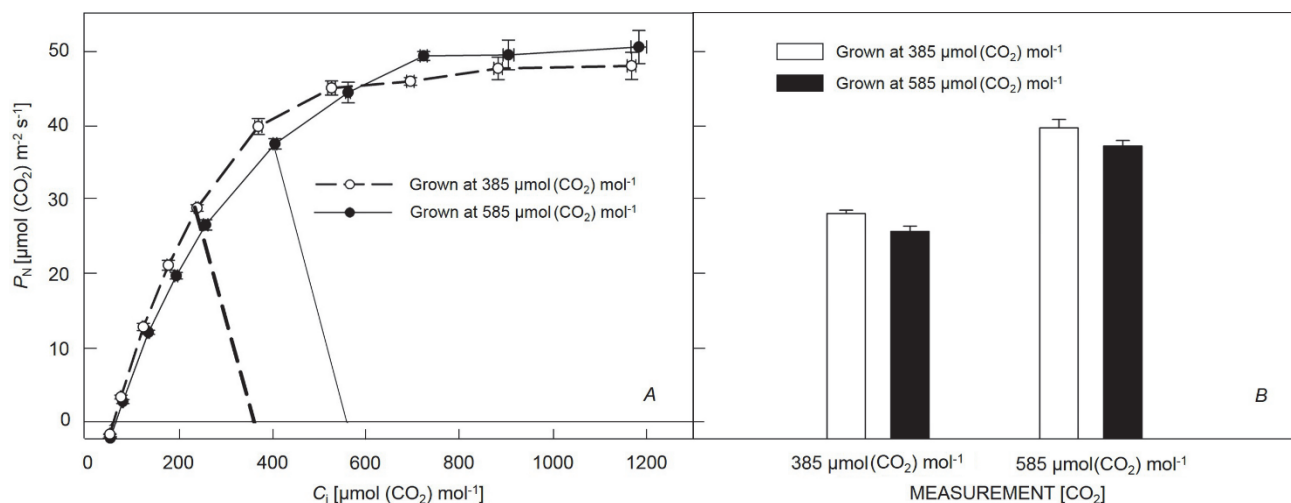 50
40
30
20
10
0
P_N [µmol (CO₂) m⁻² s⁻¹]
0 200 400 600 800 1000 1200
C_i [µmol (CO₂) mol⁻¹]
Grown at 385 µmol (CO₂) mol⁻¹
Grown at 585 µmol (CO₂) mol⁻¹
A
Grown at 385 µmol (CO₂) mol⁻¹
Grown at 585 µmol (CO₂) mol⁻¹
B
385 µmol (CO₂) mol⁻¹ 585 µmol (CO₂) mol⁻¹
MEASUREMENT [CO₂]